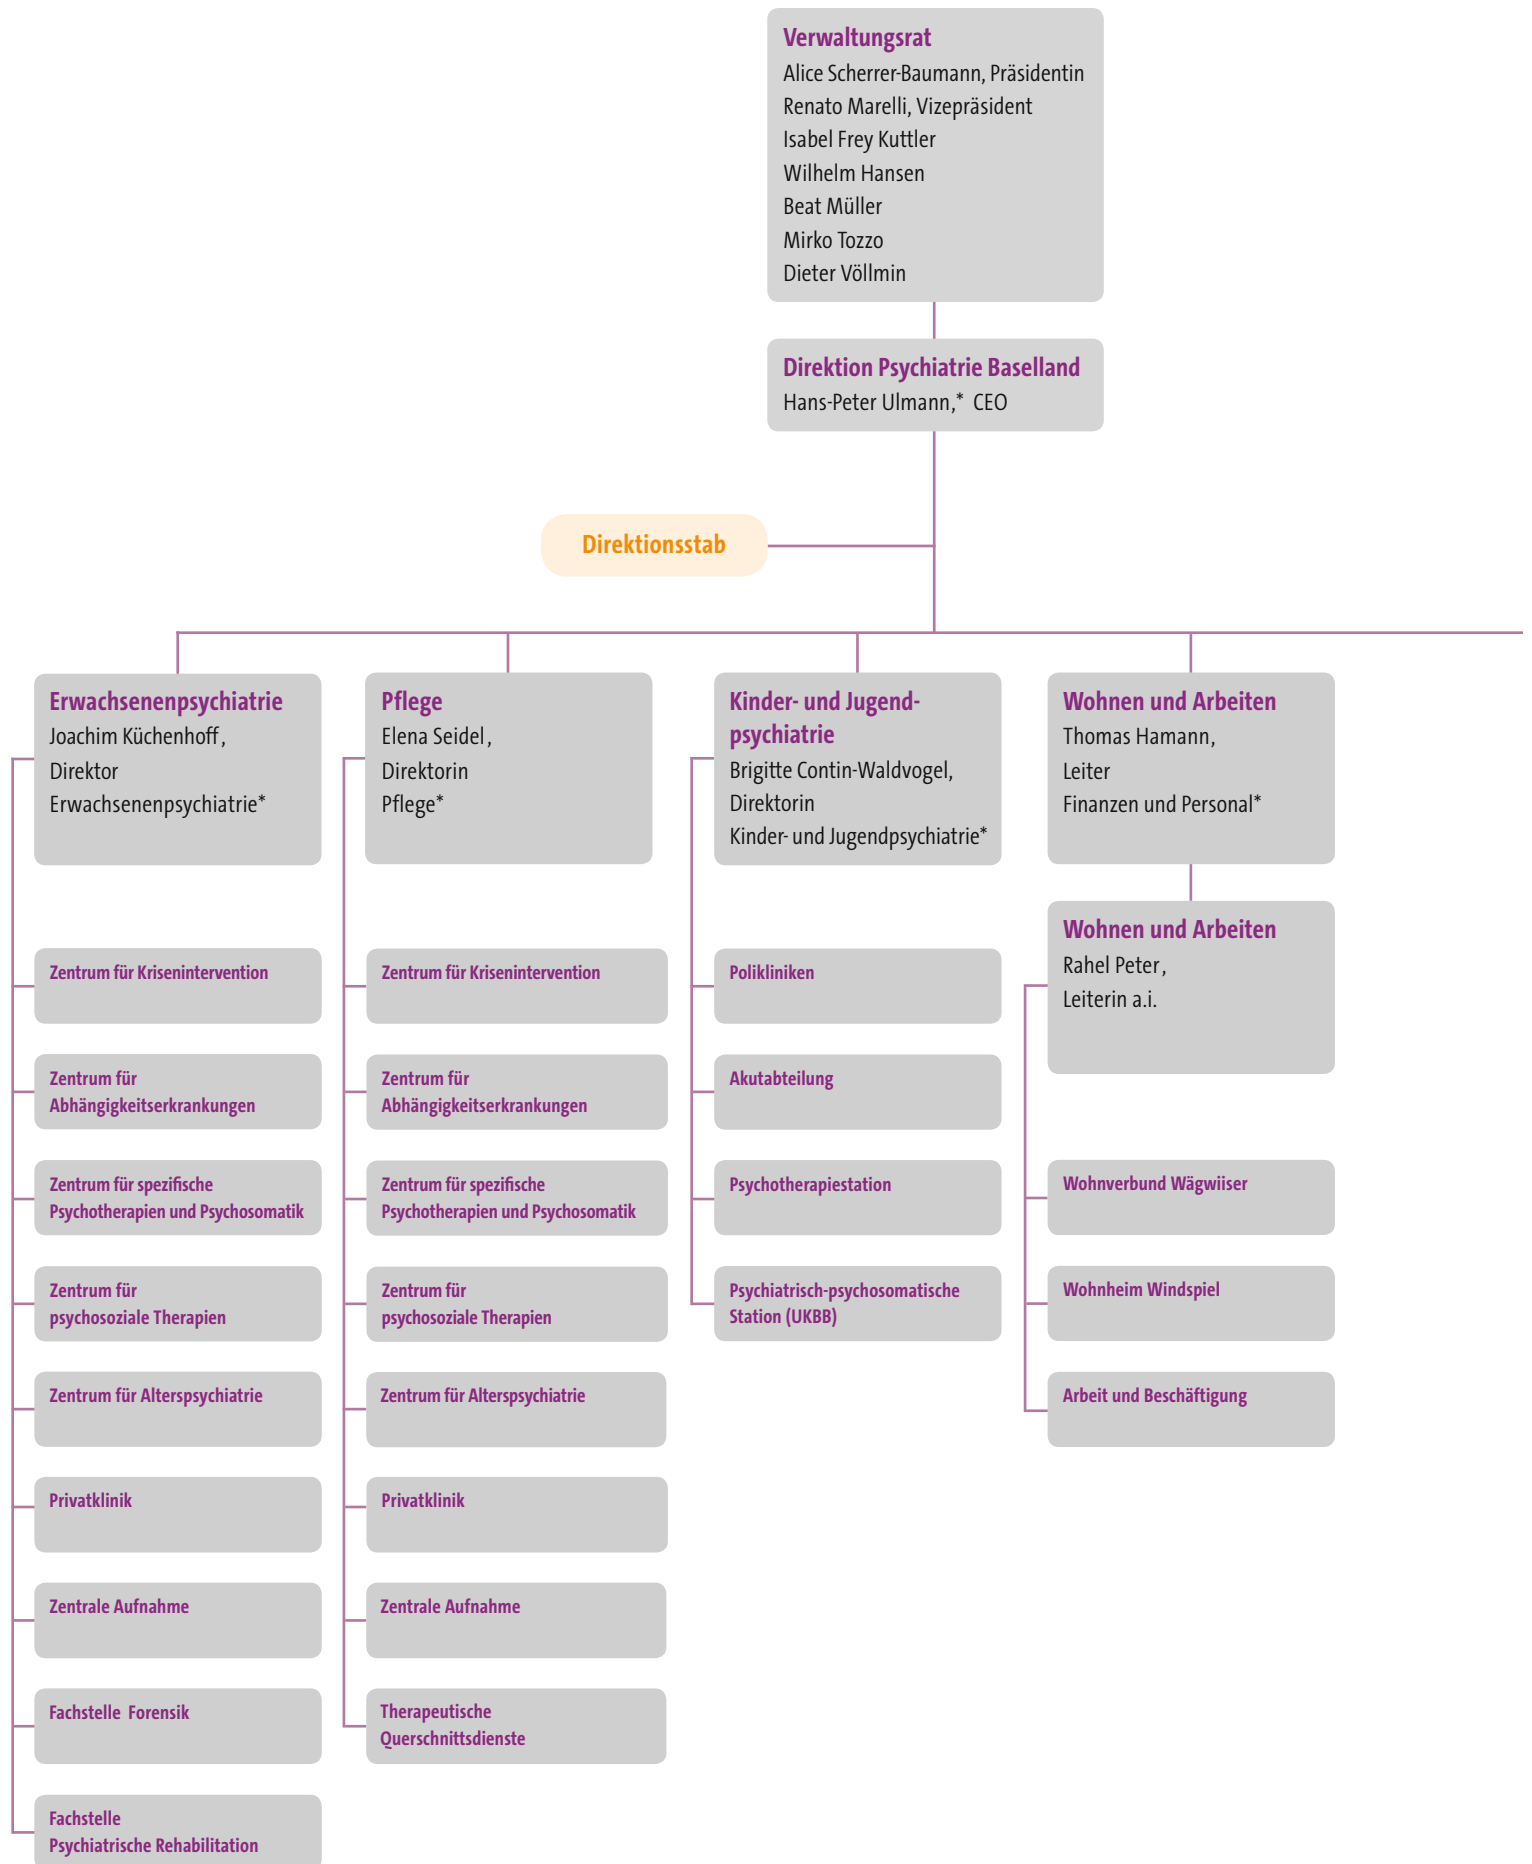 Verwaltungsrat
Alice Scherrer-Baumann, Präsidentin
Renato Marelli, Vizepräsident
Isabel Frey Kuttler
Wilhelm Hansen
Beat Müller
Mirko Tozzo
Dieter Völlmin
Direktion Psychiatrie Baselland
Hans-Peter Ulmann,* CEO
Direktionsstab
Erwachsenenpsychiatrie
Joachim Küchenhoff,
Direktor
Erwachsenenpsychiatrie*
Zentrum für Krisenintervention
Zentrum für
Abhängigkeitserkrankungen
Zentrum für spezifische
Psychotherapien und Psychosomatik
Zentrum für
psychosoziale Therapien
Zentrum für Alterspsychiatrie
Privatklinik
Zentrale Aufnahme
Fachstelle Forensik
Fachstelle
Psychiatrische Rehabilitation
Pflege
Elena Seidel,
Direktorin
Pflege*
Zentrum für Krisenintervention
Zentrum für
Abhängigkeitserkrankungen
Zentrum für spezifische
Psychotherapien und Psychosomatik
Zentrum für
psychosoziale Therapien
Zentrum für Alterspsychiatrie
Privatklinik
Zentrale Aufnahme
Therapeutische
Querschnittsdienste
Kinder- und Jugend-
psychiatrie
Brigitte Contin-Waldvogel,
Direktorin
Kinder- und Jugendpsychiatrie*
Polikliniken
Akutabteilung
Psychotherapiestation
Psychiatrisch-psychosomatische
Station (UKBB)
Wohnen und Arbeiten
Thomas Hamann,
Leiter
Finanzen und Personal*
Wohnen und Arbeiten
Rahel Peter,
Leiterin a.i.
Wohnverbund Wägwiiser
Wohnheim Windspiel
Arbeit und Beschäftigung